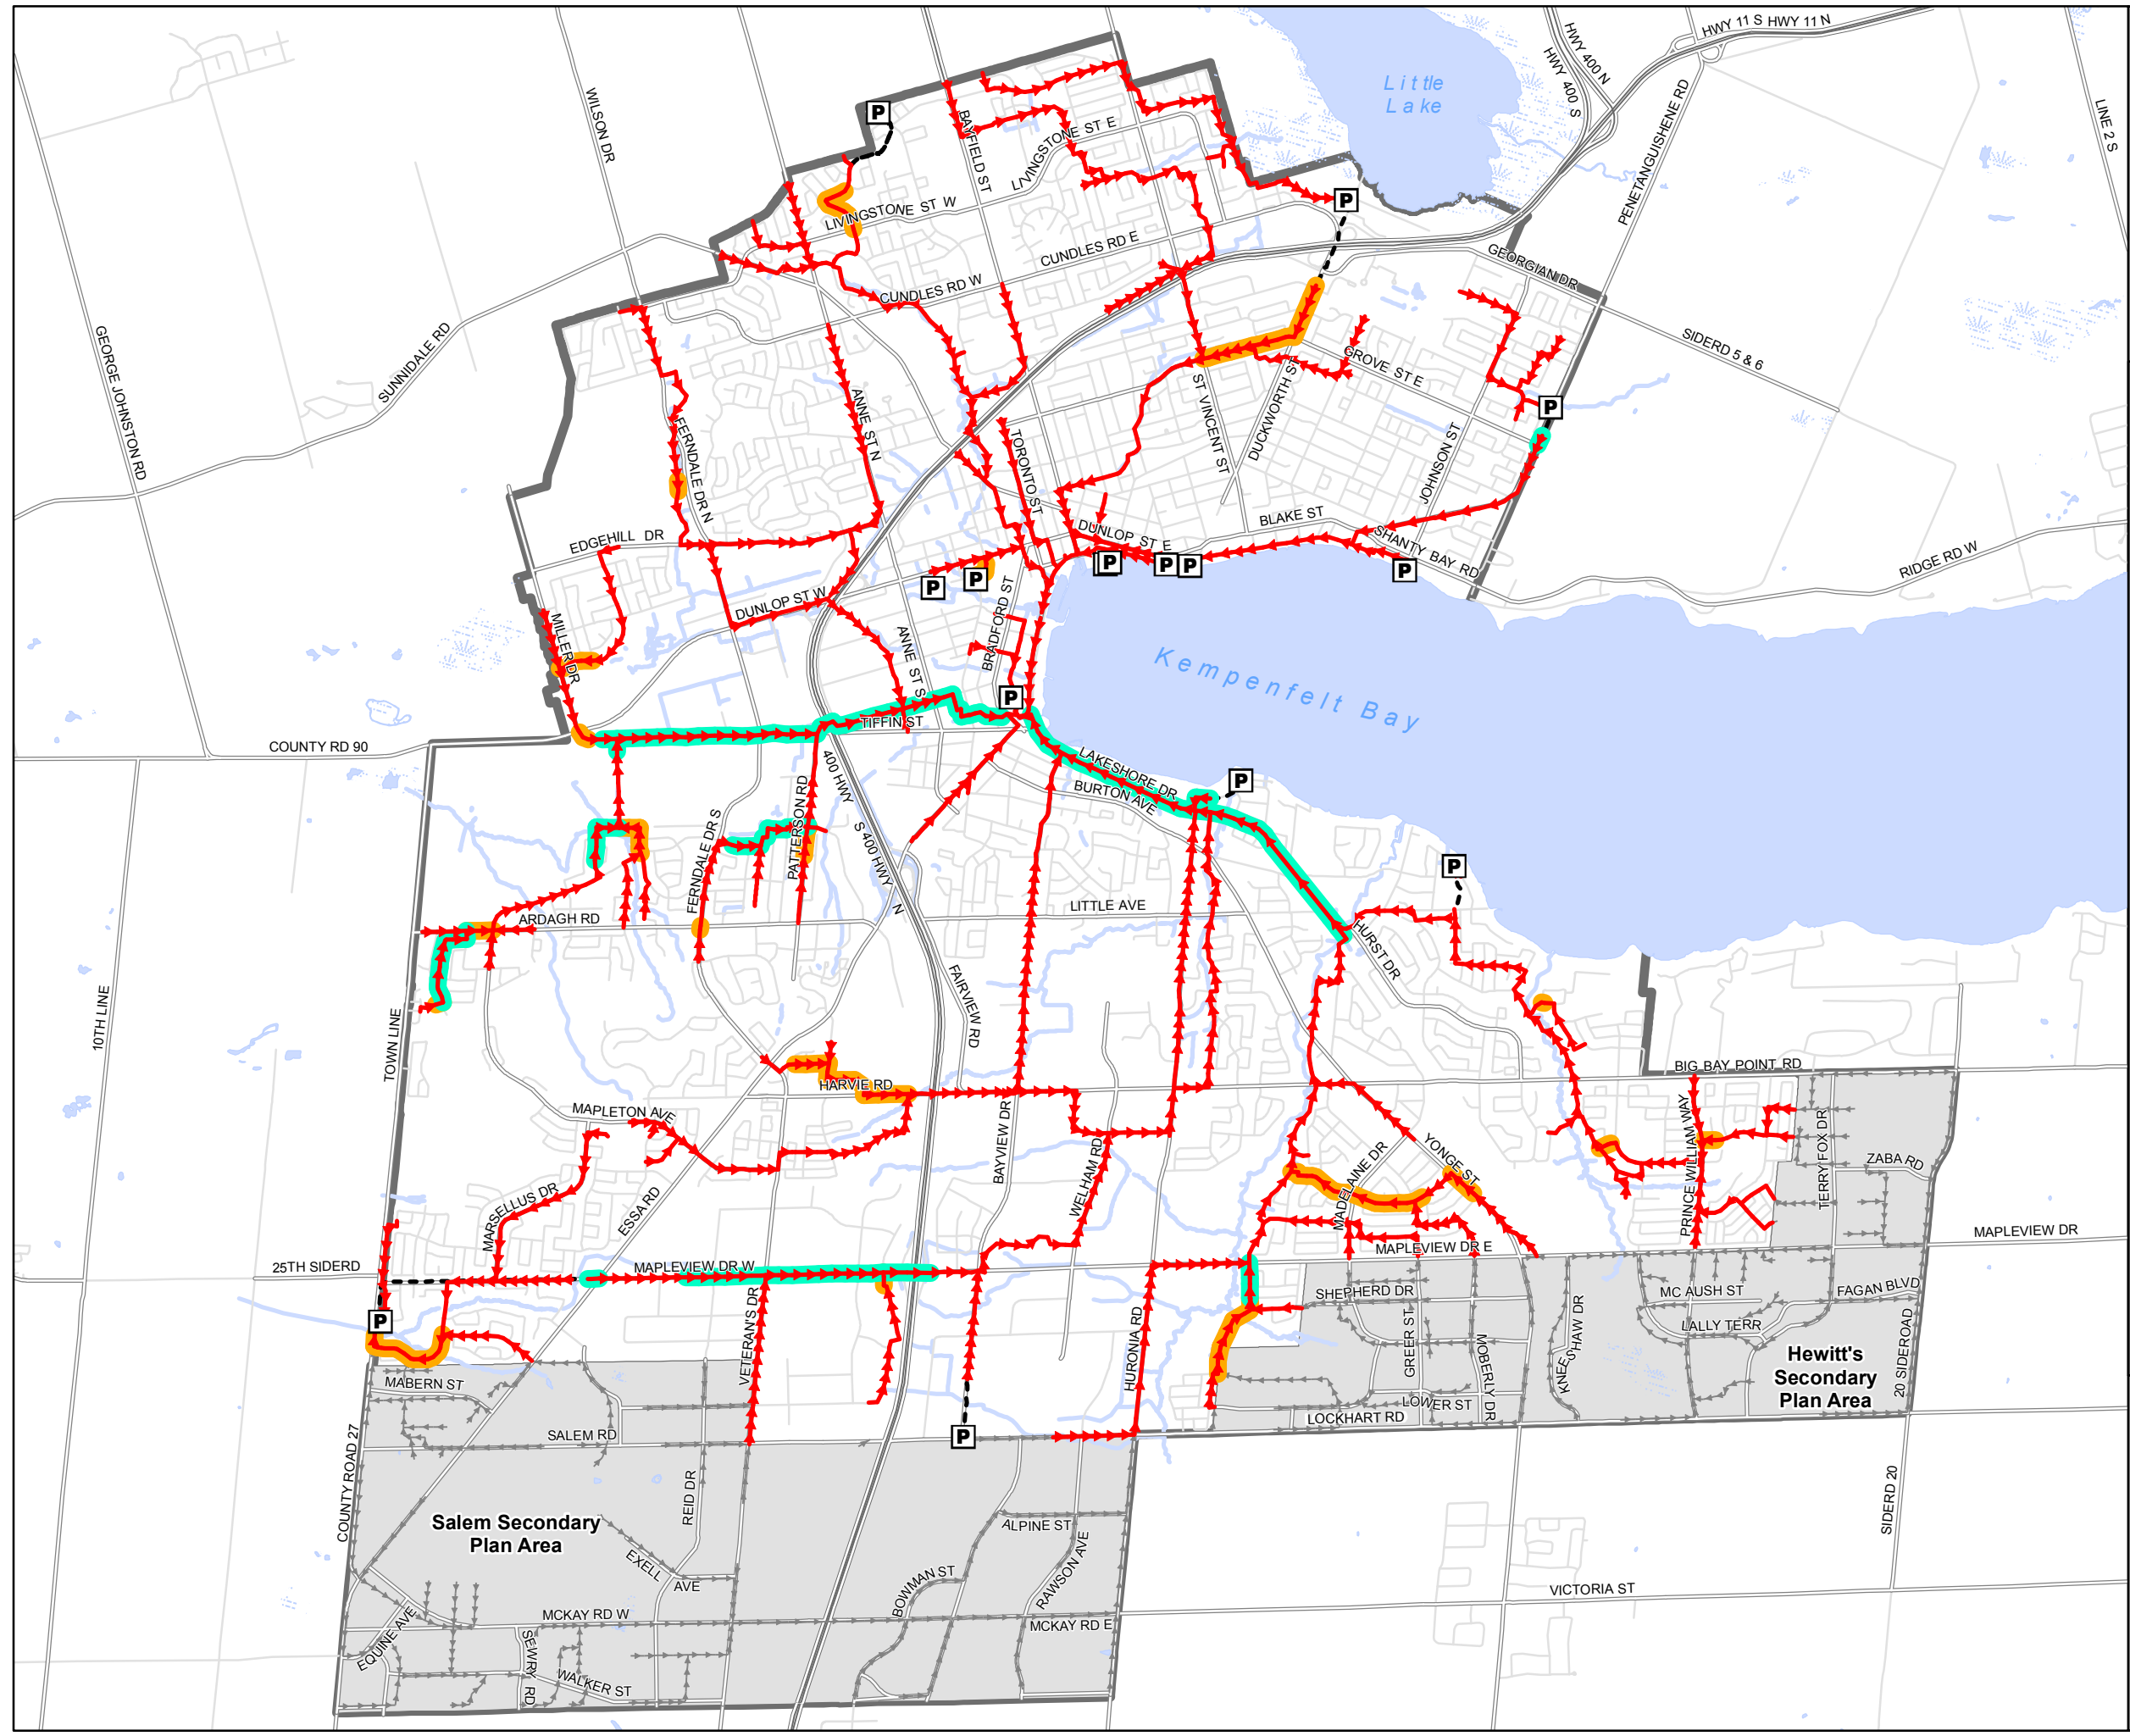 HWY 11 S
HWY 11 N
HWY 400 N
HWY 400 S
Little
Lake
WILSON DR
PENETANGUISHENE RD
LINE 2 S
P
BAYFIELD ST
LIVINGSTONE ST E
P
LIVINGSTONE ST W
CUNDLES RD E
GEORGIAN DR
CUNDLES RD W
GEORGE JOHNSTON RD
SUNNIDALE RD
SIDERD 5 & 6
GROVE ST E
ST VINCENT ST
DUCKWORTH ST
ANNE ST N
P
FERNDALE DR N
TORONTO ST
JOHNSON ST
EDGEHILL DR
DUNLOP ST E
BLAKE ST
SHANTY BAY RD
RIDGE RD W
P
P
P
P
P
P
DUNLOP ST W
BRADFORD ST
MILLER DR
ANNE ST S
Kempenfelt Bay
P
TIFFIN ST
COUNTY RD 90
400 HWY
LAKESHORE DR
BURTON AVE
P
PATTERSON RD
FERNDALE DR S
S 400 HWY
N
P
ARDAGH RD
LITTLE AVE
HURST DR
FAIRVIEW RD
10TH LINE
TOWN LINE
BIG BAY POINT RD
HARVIE RD
MAPLETON AVE
BAYVIEW DR
WELHAM RD
YONGE ST
MADELAINE DR
PRINCE WILLIAM WAY
TERRY FOX DR
ZABA RD
MARSELLUS DR
ESSA RD
MAPLEVIEW DR
MAPLEVIEW DR E
25TH SIDERD
MAPLEVIEW DR W
SHEPHERD DR
MC AUSH ST
FAGAN BLVD
P
VETERAN'S DR
HURONIA RD
GREER ST
MOBERLY DR
KNEESHAW DR
LALLY TERR
Hewitt's
Secondary
Plan Area
20 SIDEROAD
MABERN ST
LOWER ST
LOCKHART RD
SALEM RD
P
COUNTY ROAD 27
REID DR
SIDERD 20
Salem Secondary
Plan Area
ALPINE ST
EXELL AVE
BOWMAN ST
RAWSON AVE
VICTORIA ST
MCKAY RD W
MCKAY RD E
EQUINE AVE
SEWRY RD
WALKER ST